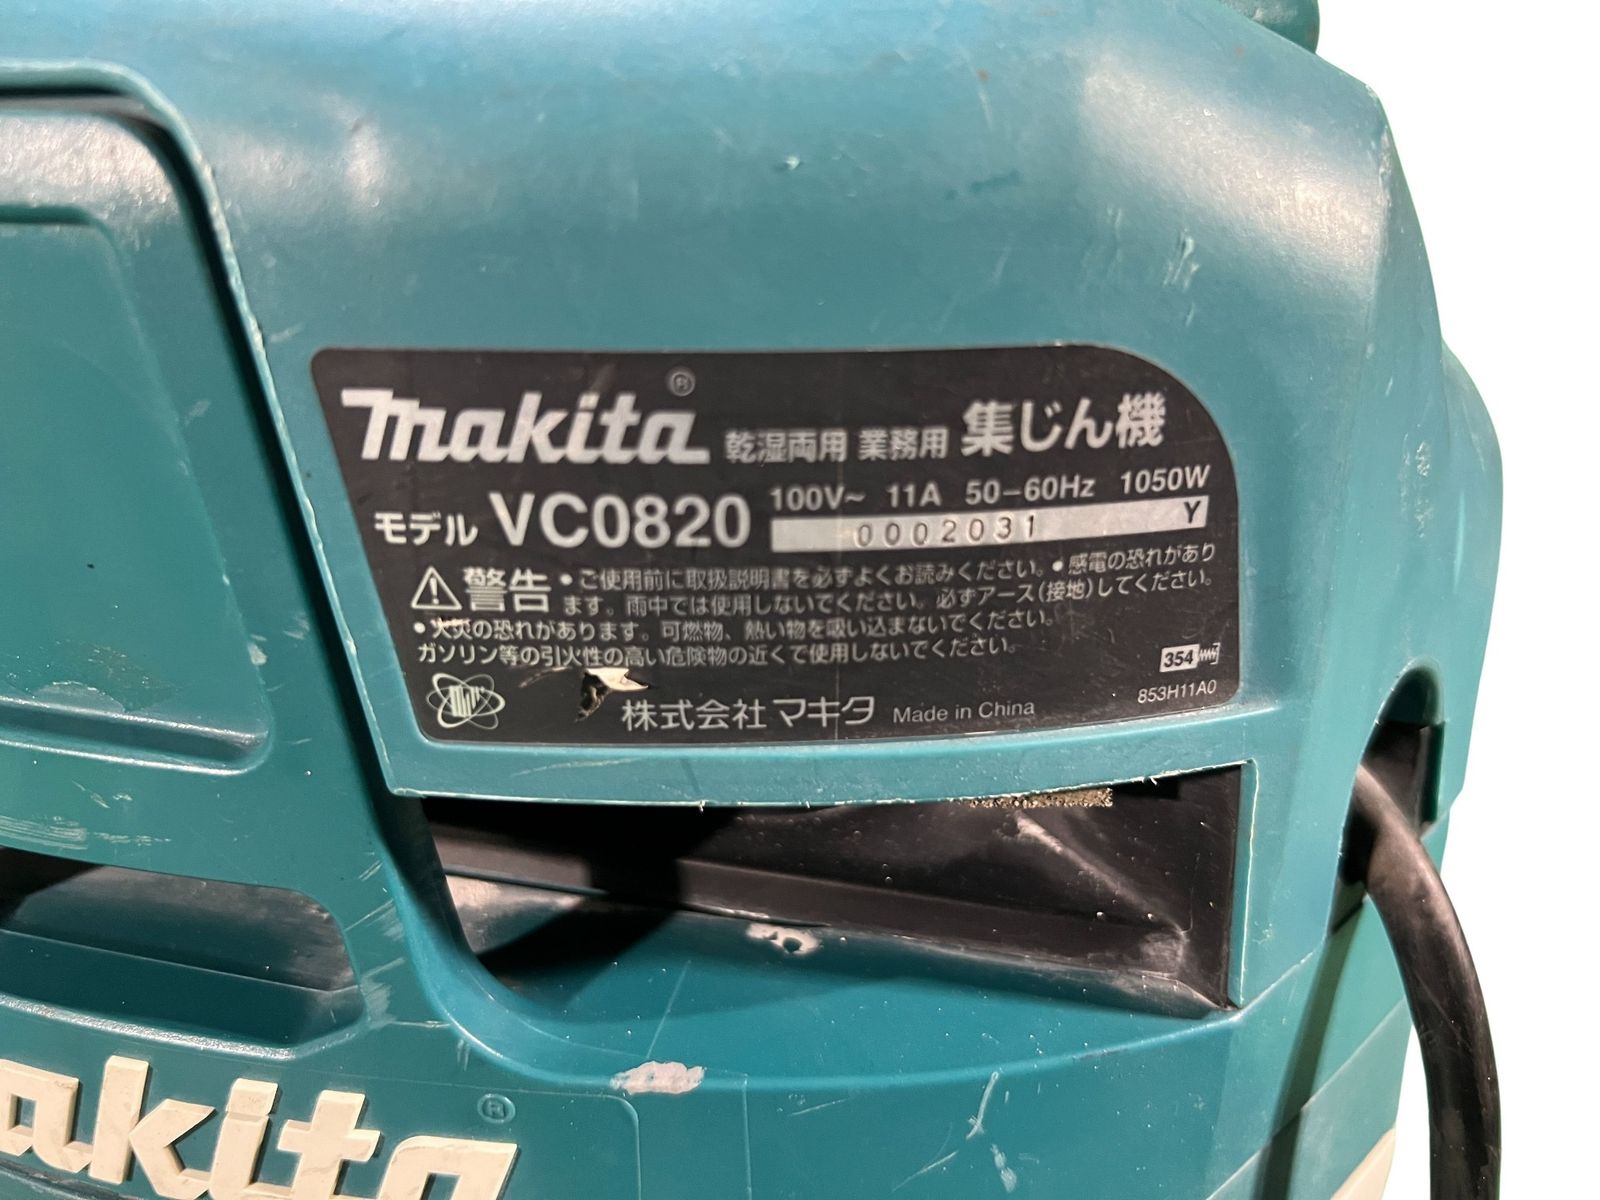 makita® 乾湿両用 業務用 集じん機
モデル VC0820 100V~ 11A 50-60Hz 1050W
0002031 Y
警告 •ご使用前に取扱説明書を必ずよくお読みください。•感電の恐れがあり
ます。雨中では使用しないでください。必ずアース(接地)してください。
•火災の恐れがあります。可燃物、熱い物を吸い込まないでください。
ガソリン等の引火性の高い危険物の近くで使用しないでください。
354
853H11A0
株式会社マキタ Made in China
makita®